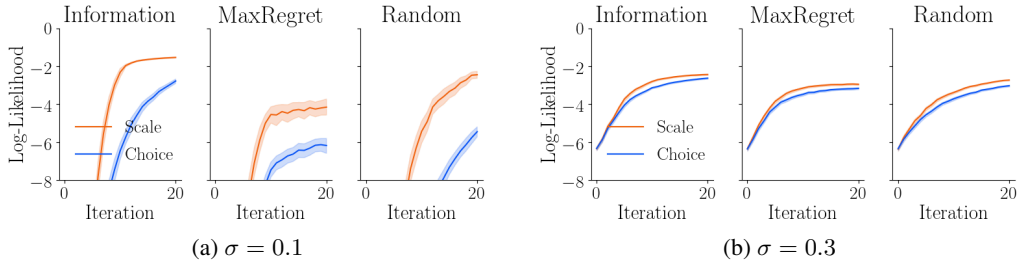 Information MaxRegret Random
Log-Likelihood
0
−2
−4
−6
−8
Scale
Choice
0 20 0 20 0 20
Iteration Iteration Iteration
(a) σ = 0.1
Information MaxRegret Random
Log-Likelihood
0
−2
−4
−6
−8
Scale
Choice
0 20 0 20 0 20
Iteration Iteration Iteration
(b) σ = 0.3